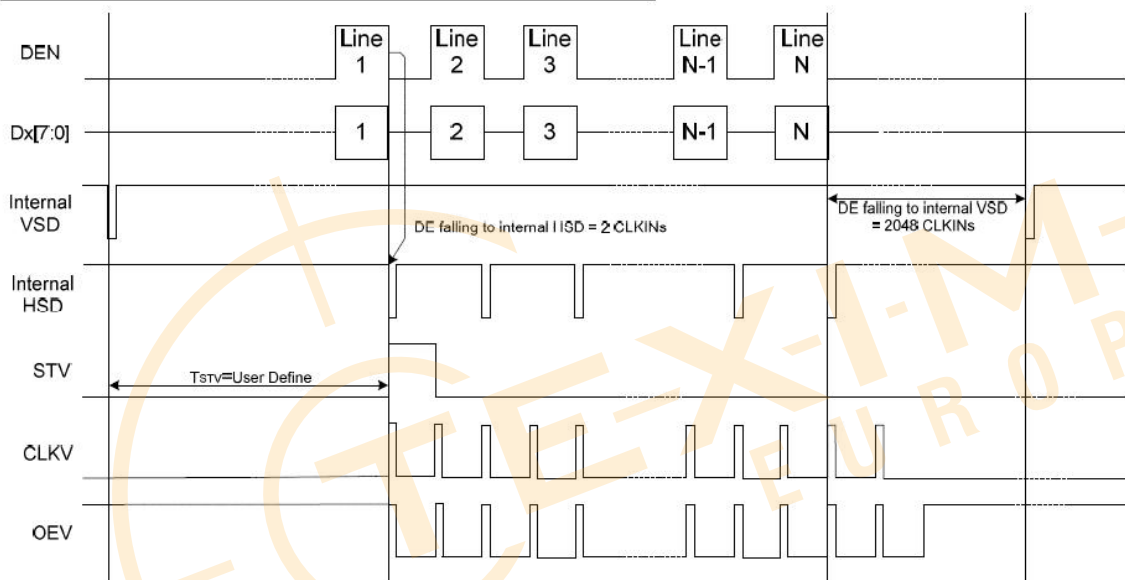 DEN
Line 1
Line 2
Line 3
Line N-1
Line N
Dx[7:0]
1
2
3
N-1
N
Internal VSD
DE falling to internal HSD = 2 CLKINs
DE falling to internal VSD
= 2048 CLKINs
Internal HSD
STV
TSTV=User Define
CLKV
OEV
TEXIM
EUROP